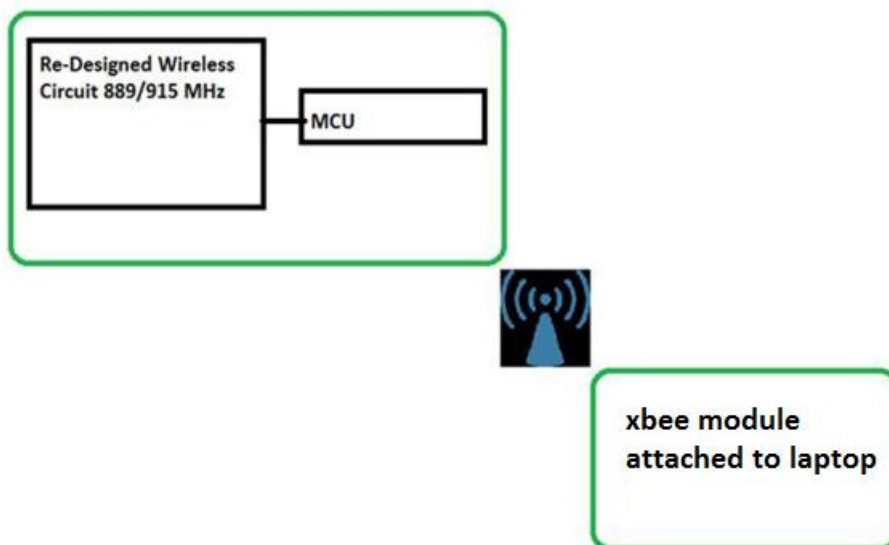 Re-Designed Wireless
Circuit 889/915 MHz
MCU
xbee module
attached to laptop